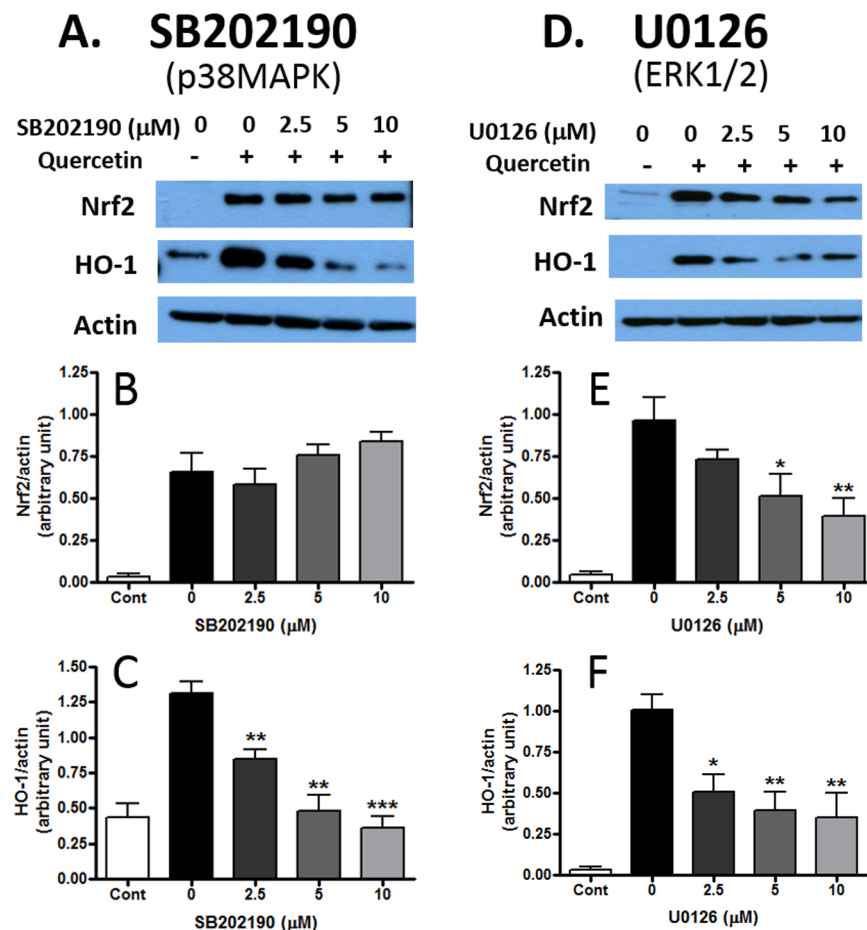 A. SB202190
(p38MAPK)
SB202190 (μM) 0 0 2.5 5 10
Quercetin - + + + +
Nrf2
HO-1
Actin
B
1.25
1.00
0.75
0.50
0.25
0.00
Nrf2/actin
(arbitrary unit)
Cont 0 2.5 5 10
SB202190 (μM)
C
1.50
1.25
1.00
0.75
0.50
0.25
0.00
HO-1/actin
(arbitrary unit)
** ** ***
Cont 0 2.5 5 10
SB202190 (μM)
D. U0126
(ERK1/2)
U0126 (μM) 0 0 2.5 5 10
Quercetin - + + + +
Nrf2
HO-1
Actin
E
1.25
1.00
0.75
0.50
0.25
0.00
Nrf2/actin
(arbitrary unit)
* **
Cont 0 2.5 5 10
U0126 (μM)
F
1.25
1.00
0.75
0.50
0.25
0.00
HO-1/actin
(arbitrary unit)
* ** **
Cont 0 2.5 5 10
U0126 (μM)